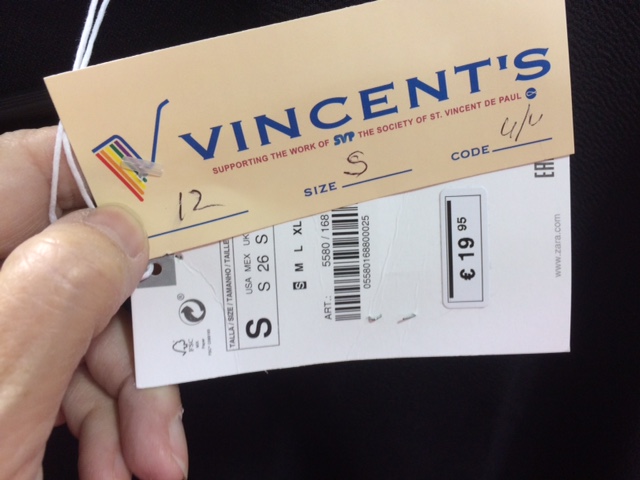 VINCENT'S
SUPPORTING THE WORK OF SVP THE SOCIETY OF ST. VINCENT DE PAUL
12
SIZE S
CODE
TALLA/SIZE/TAMANHO/TAILLE
S
USA MEX UK
S 26 S
S M L XL
ART.: 5580 / 168
05580168800025
€ 19 95
www.zara.com
FSC